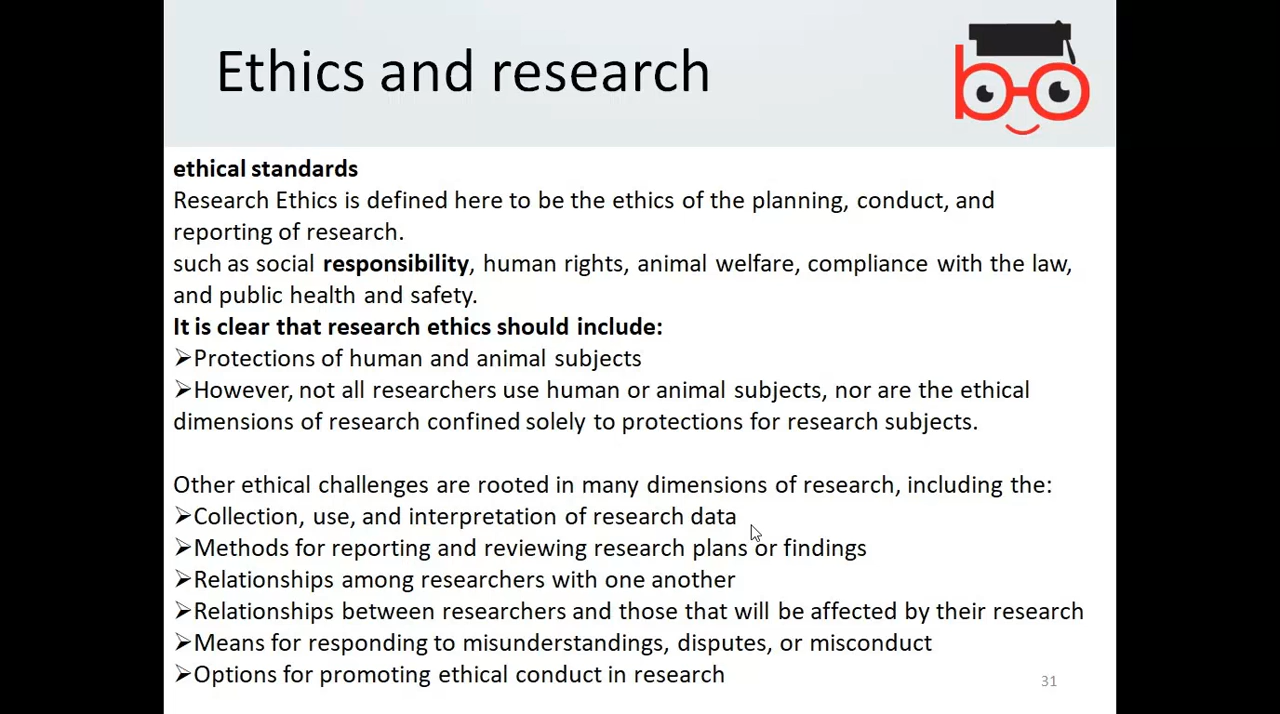 Ethics and research
bo
ethical standards
Research Ethics is defined here to be the ethics of the planning, conduct, and
reporting of research.
such as social responsibility, human rights, animal welfare, compliance with the law,
and public health and safety.
It is clear that research ethics should include:
➢Protections of human and animal subjects
➢However, not all researchers use human or animal subjects, nor are the ethical
dimensions of research confined solely to protections for research subjects.
Other ethical challenges are rooted in many dimensions of research, including the:
➢Collection, use, and interpretation of research data
➢Methods for reporting and reviewing research plans or findings
➢Relationships among researchers with one another
➢Relationships between researchers and those that will be affected by their research
➢Means for responding to misunderstandings, disputes, or misconduct
➢Options for promoting ethical conduct in research
31